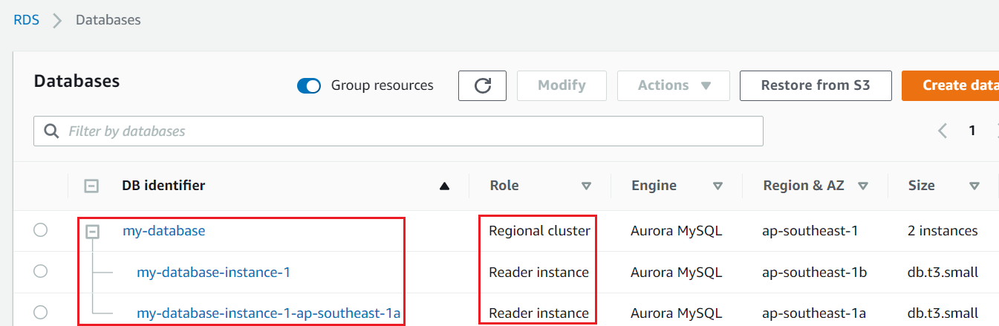 RDS > Databases
Databases Group resources Modify Actions Restore from S3 Create data
Filter by databases 1
DB identifier Role Engine Region & AZ Size
my-database Regional cluster Aurora MySQL ap-southeast-1 2 instances
my-database-instance-1 Reader instance Aurora MySQL ap-southeast-1b db.t3.small
my-database-instance-1-ap-southeast-1a Reader instance Aurora MySQL ap-southeast-1a db.t3.small